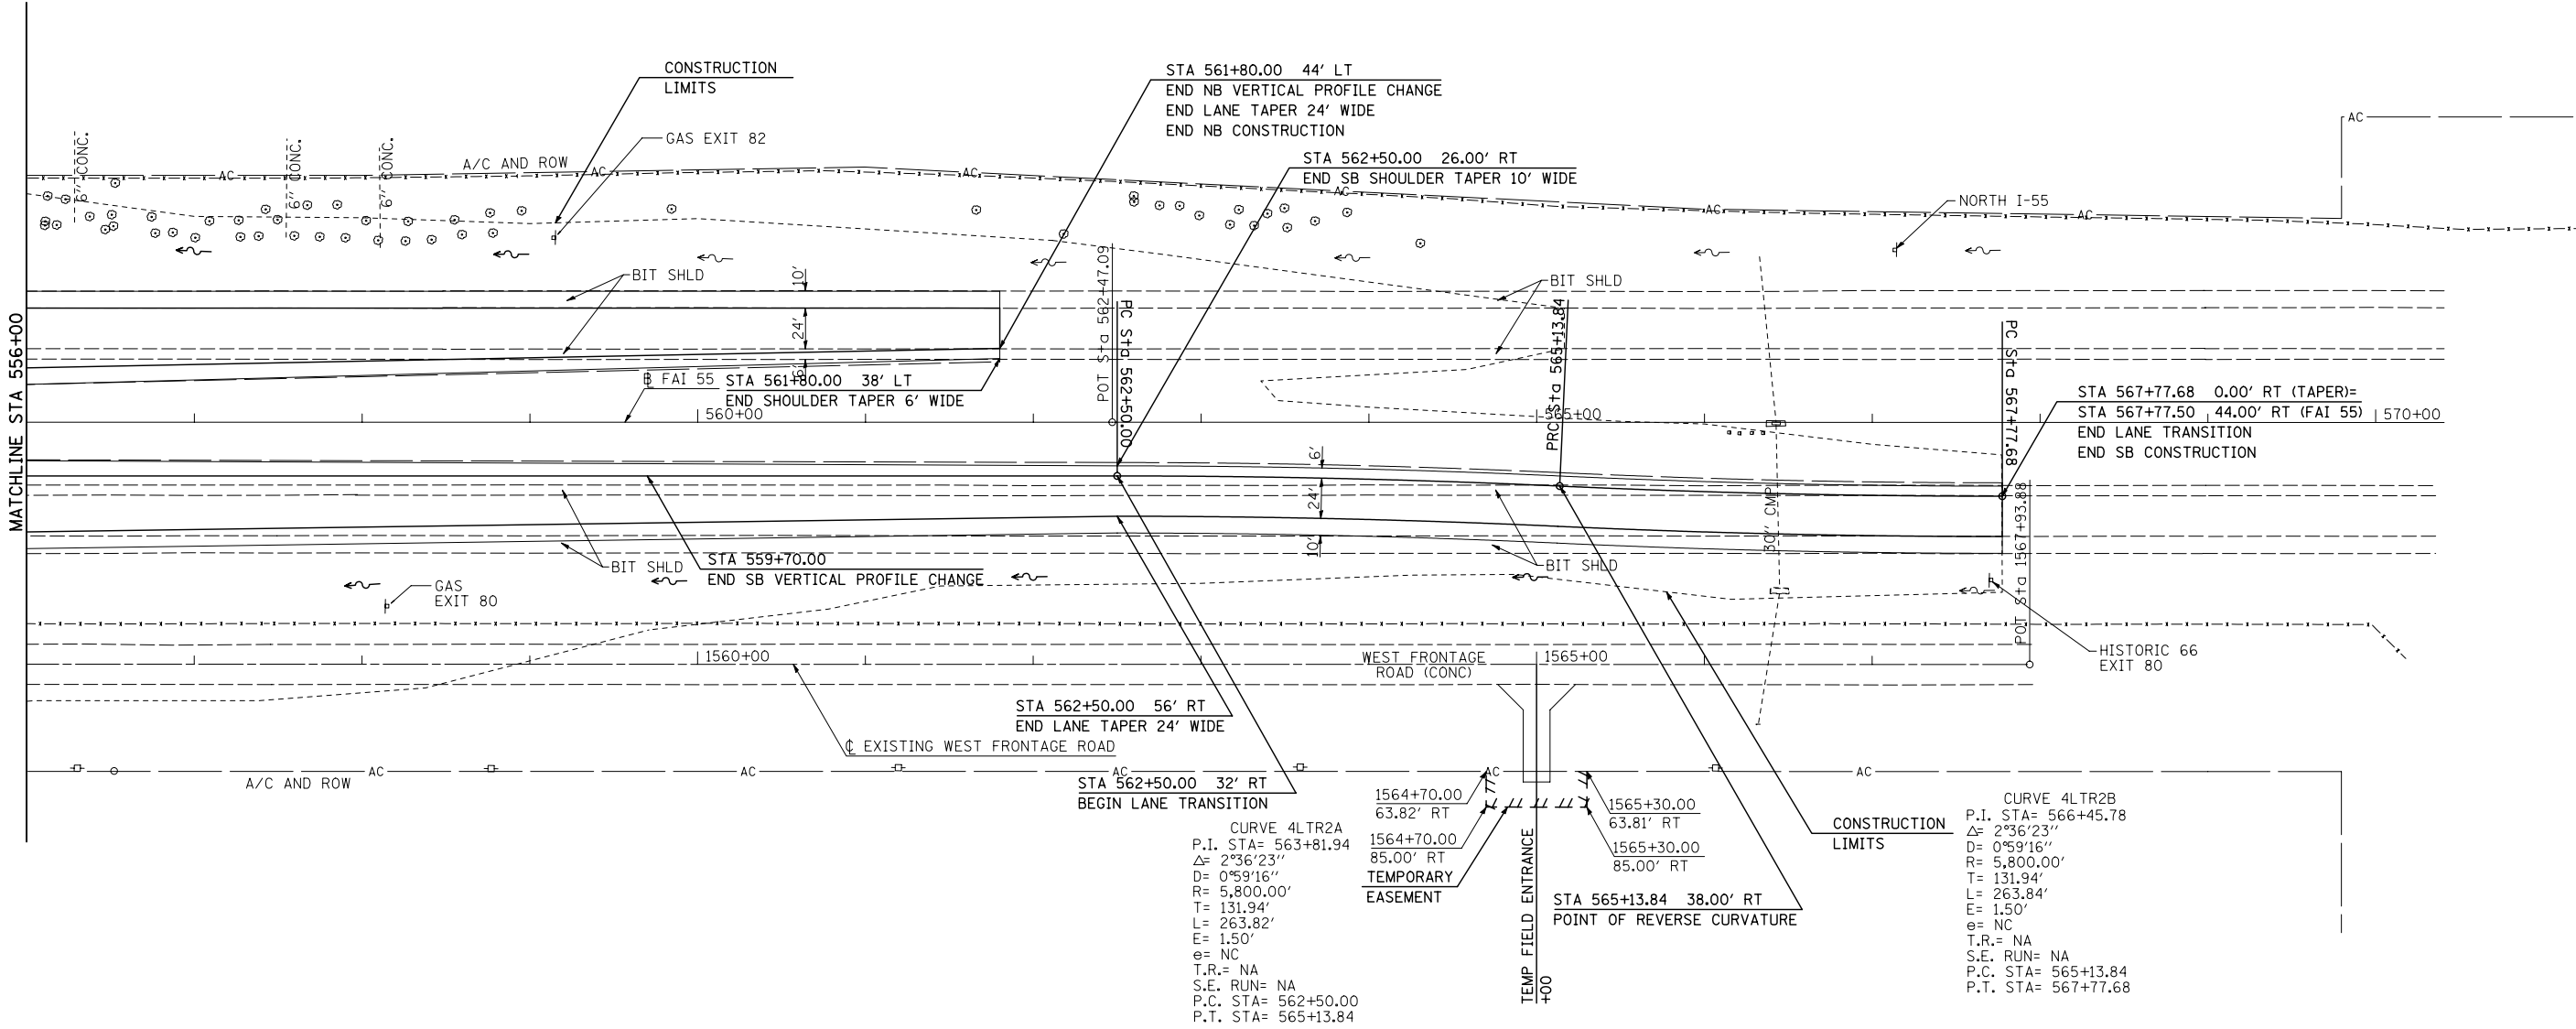 CONSTRUCTION
LIMITS
GAS EXIT 82
6'' CONC.
6'' CONC.
6'' CONC.
A/C AND ROW
AC
AC
AC
AC
AC
AC
AC
STA 561+80.00 44' LT
END NB VERTICAL PROFILE CHANGE
END LANE TAPER 24' WIDE
END NB CONSTRUCTION
STA 562+50.00 26.00' RT
END SB SHOULDER TAPER 10' WIDE
NORTH I-55
BIT SHLD
BIT SHLD
10'
24'
6'
MATCHLINE STA 556+00
POT Sta 562+47.09
PC Sta 562+50.00
PRC Sta 565+13.84
PC Sta 567+77.68
℄ FAI 55
STA 561+80.00 38' LT
END SHOULDER TAPER 6' WIDE
560+00
565+00
570+00
STA 567+77.68 0.00' RT (TAPER)=
STA 567+77.50 44.00' RT (FAI 55)
END LANE TRANSITION
END SB CONSTRUCTION
6'
24'
10'
30'' CMP
POT Sta 1567+93.88
BIT SHLD
STA 559+70.00
END SB VERTICAL PROFILE CHANGE
BIT SHLD
GAS
EXIT 80
1560+00
WEST FRONTAGE
ROAD (CONC)
1565+00
HISTORIC 66
EXIT 80
STA 562+50.00 56' RT
END LANE TAPER 24' WIDE
℄ EXISTING WEST FRONTAGE ROAD
A/C AND ROW
AC
AC
AC
AC
AC
STA 562+50.00 32' RT
BEGIN LANE TRANSITION
1564+70.00
63.82' RT
1564+70.00
85.00' RT
TEMPORARY
EASEMENT
1565+30.00
63.81' RT
1565+30.00
85.00' RT
TEMP FIELD ENTRANCE
+00
STA 565+13.84 38.00' RT
POINT OF REVERSE CURVATURE
CONSTRUCTION
LIMITS
CURVE 4LTR2A
P.I. STA= 563+81.94
Δ= 2°36'23''
D= 0°59'16''
R= 5,800.00'
T= 131.94'
L= 263.82'
E= 1.50'
e= NC
T.R.= NA
S.E. RUN= NA
P.C. STA= 562+50.00
P.T. STA= 565+13.84
CURVE 4LTR2B
P.I. STA= 566+45.78
Δ= 2°36'23''
D= 0°59'16''
R= 5,800.00'
T= 131.94'
L= 263.84'
E= 1.50'
e= NC
T.R.= NA
S.E. RUN= NA
P.C. STA= 565+13.84
P.T. STA= 567+77.68